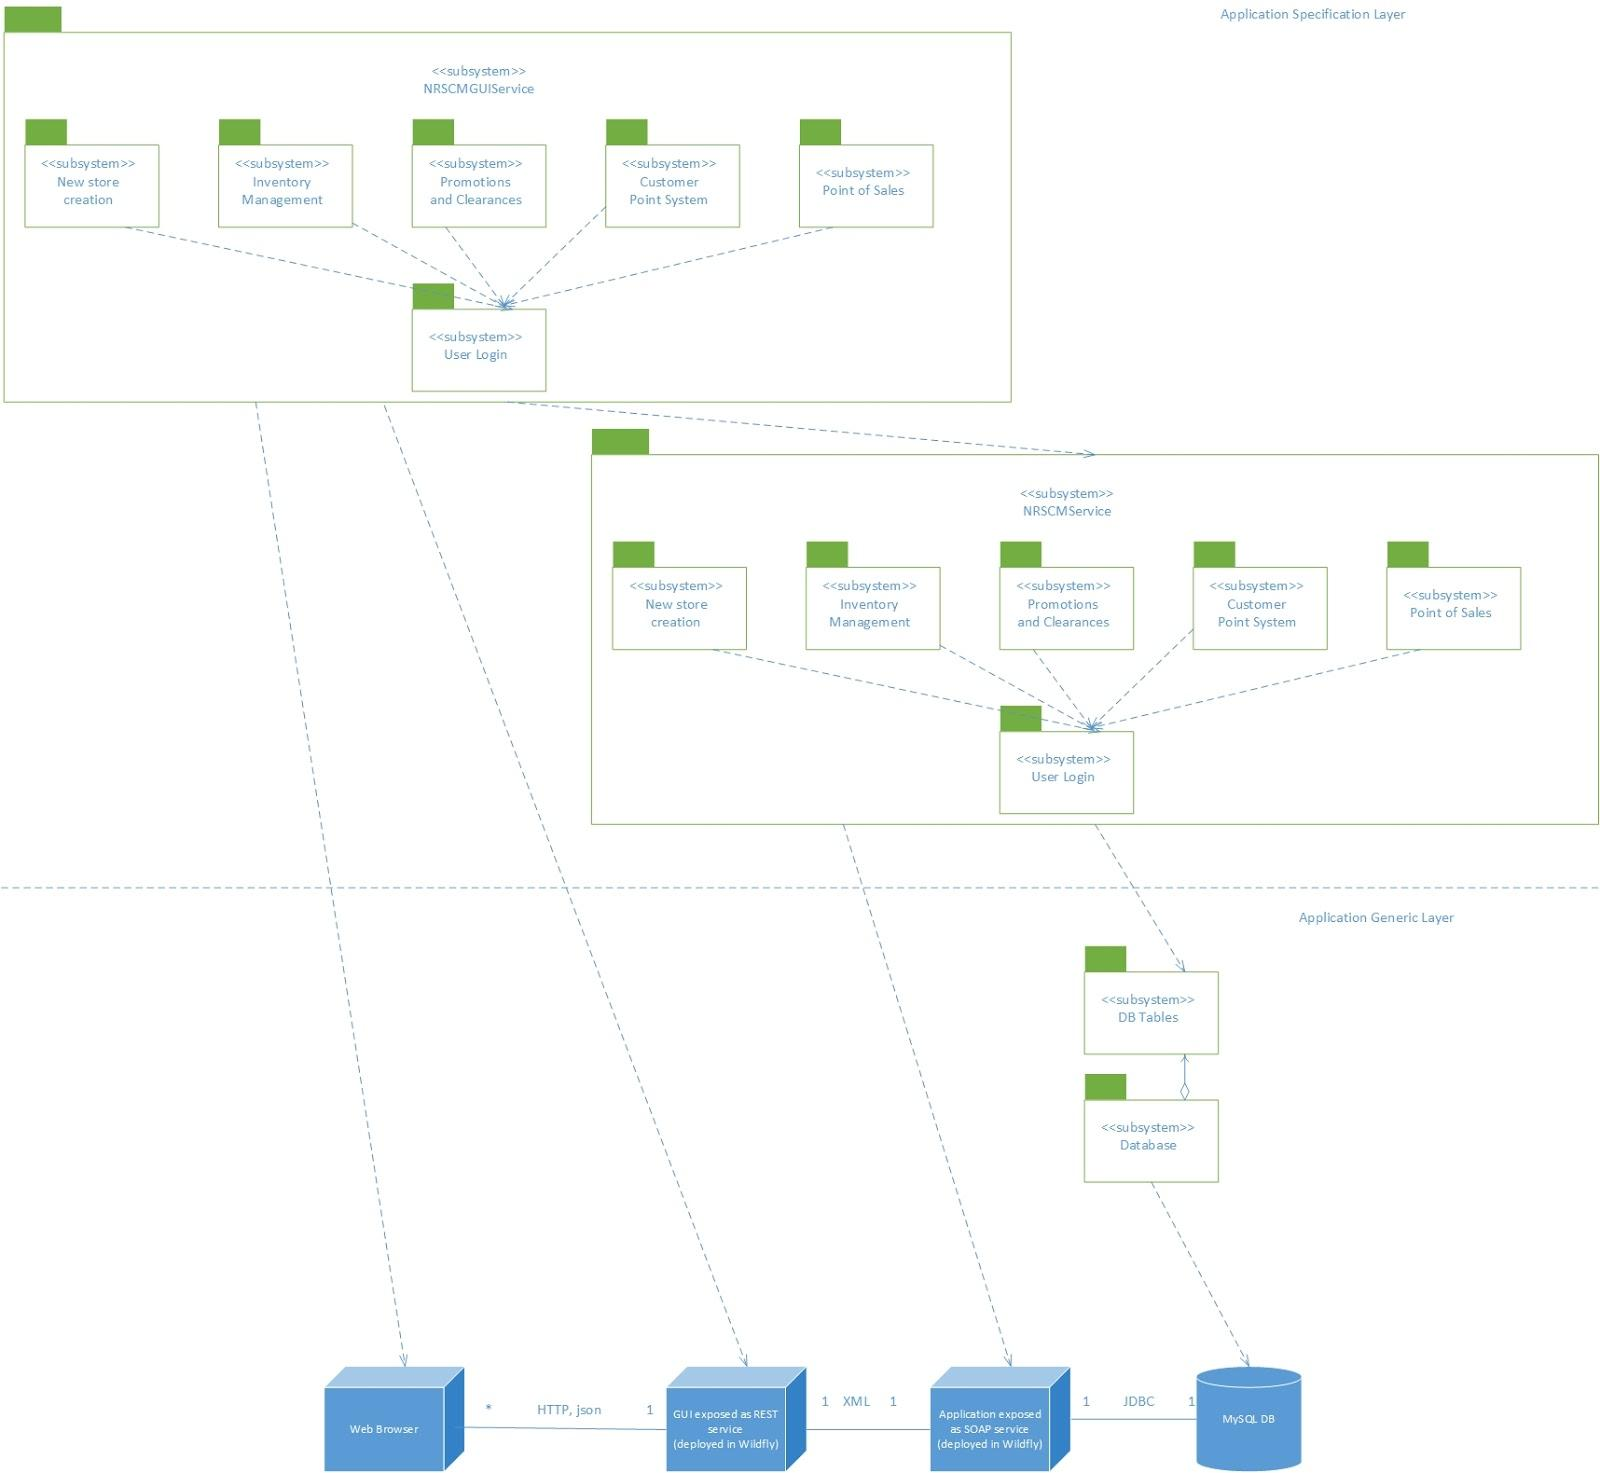 Application Specification Layer
<<subsystem>>
NRSCMGUIService
<<subsystem>>
New store
creation
<<subsystem>>
Inventory
Management
<<subsystem>>
Promotions
and Clearances
<<subsystem>>
Customer
Point System
<<subsystem>>
Point of Sales
<<subsystem>>
User Login
<<subsystem>>
NRSCMService
<<subsystem>>
New store
creation
<<subsystem>>
Inventory
Management
<<subsystem>>
Promotions
and Clearances
<<subsystem>>
Customer
Point System
<<subsystem>>
Point of Sales
<<subsystem>>
User Login
Application Generic Layer
<<subsystem>>
DB Tables
<<subsystem>>
Database
Web Browser
* HTTP, json 1
GUI exposed as REST
service
(deployed in Wildfly)
1 XML 1
Application exposed
as SOAP service
(deployed in Wildfly)
1 JDBC 1
MySQL DB